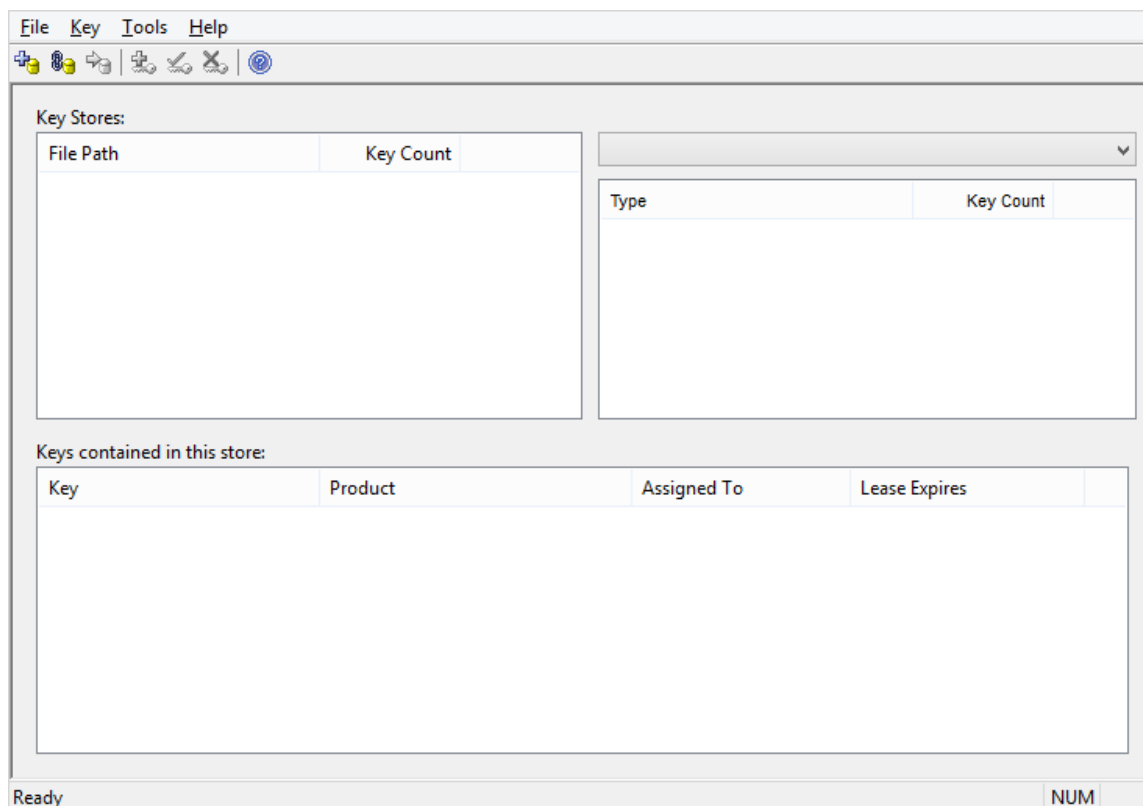 File Key Tools Help
Key Stores:
File Path Key Count
Type Key Count
Keys contained in this store:
Key Product Assigned To Lease Expires
Ready NUM